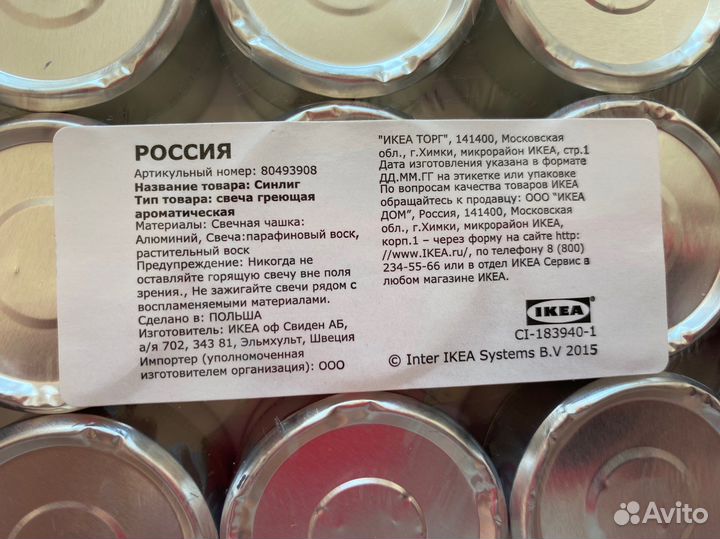 РОССИЯ
Артикульный номер: 80493908
Название товара: Синлиг
Тип товара: свеча греющая
ароматическая
Материалы: Свечная чашка:
Алюминий, Свеча:парафиновый воск,
растительный воск
Предупреждение: Никогда не
оставляйте горящую свечу вне поля
зрения., Не зажигайте свечи рядом с
воспламеняемыми материалами.
Сделано в: ПОЛЬША
Изготовитель: ИКЕА оф Свиден АБ,
а/я 702, 343 81, Эльмхульт, Швеция
Импортер (уполномоченная
изготовителем организация): ООО
"ИКЕА ТОРГ", 141400, Московская
обл., г.Химки, микрорайон ИКЕА, стр.1
Дата изготовления указана в формате
ДД.ММ.ГГ на этикетке или упаковке
По вопросам качества товаров ИКЕА
обращайтесь к продавцу: ООО "ИКЕА
ДОМ", Россия, 141400, Московская
обл., г.Химки, микрорайон ИКЕА,
корп.1 – через форму на сайте http:
//www.IKEA.ru/, по телефону 8 (800)
234-55-66 или в отдел ИКЕА Сервис в
любом магазине ИКЕА.
IKEA
CI-183940-1
© Inter IKEA Systems B.V 2015
Avito